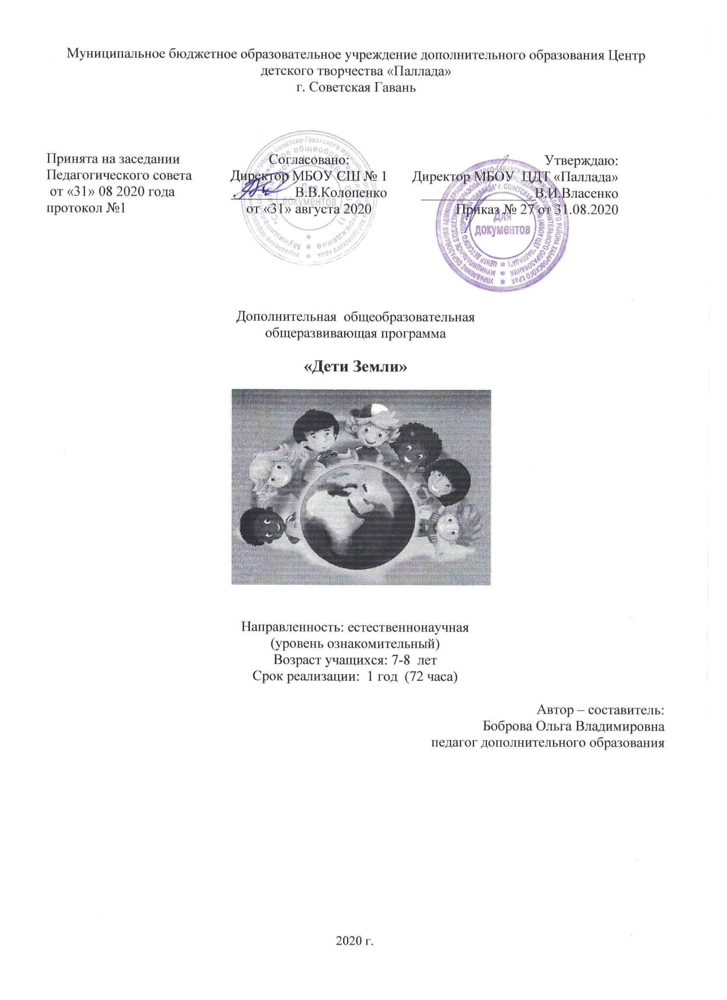 Муниципальное бюджетное образовательное учреждение дополнительного образования Центр
детского творчества «Паллада»
г. Советская Гавань
Принята на заседании
Педагогического совета
от «31» 08 2020 года
протокол №1
Согласовано:
Директор МБОУ СШ № 1
В.В.Колопенко
от «31» августа 2020
Для
документов
Утверждаю:
Директор МБОУ ЦДТ «Паллада»
В.И.Власенко
Приказ № 27 от 31.08.2020
Для
документов
Дополнительная общеобразовательная
общеразвивающая программа
«Дети Земли»
Направленность: естественнонаучная
(уровень ознакомительный)
Возраст учащихся: 7-8 лет
Срок реализации: 1 год (72 часа)
Автор – составитель:
Боброва Ольга Владимировна
педагог дополнительного образования
2020 г.